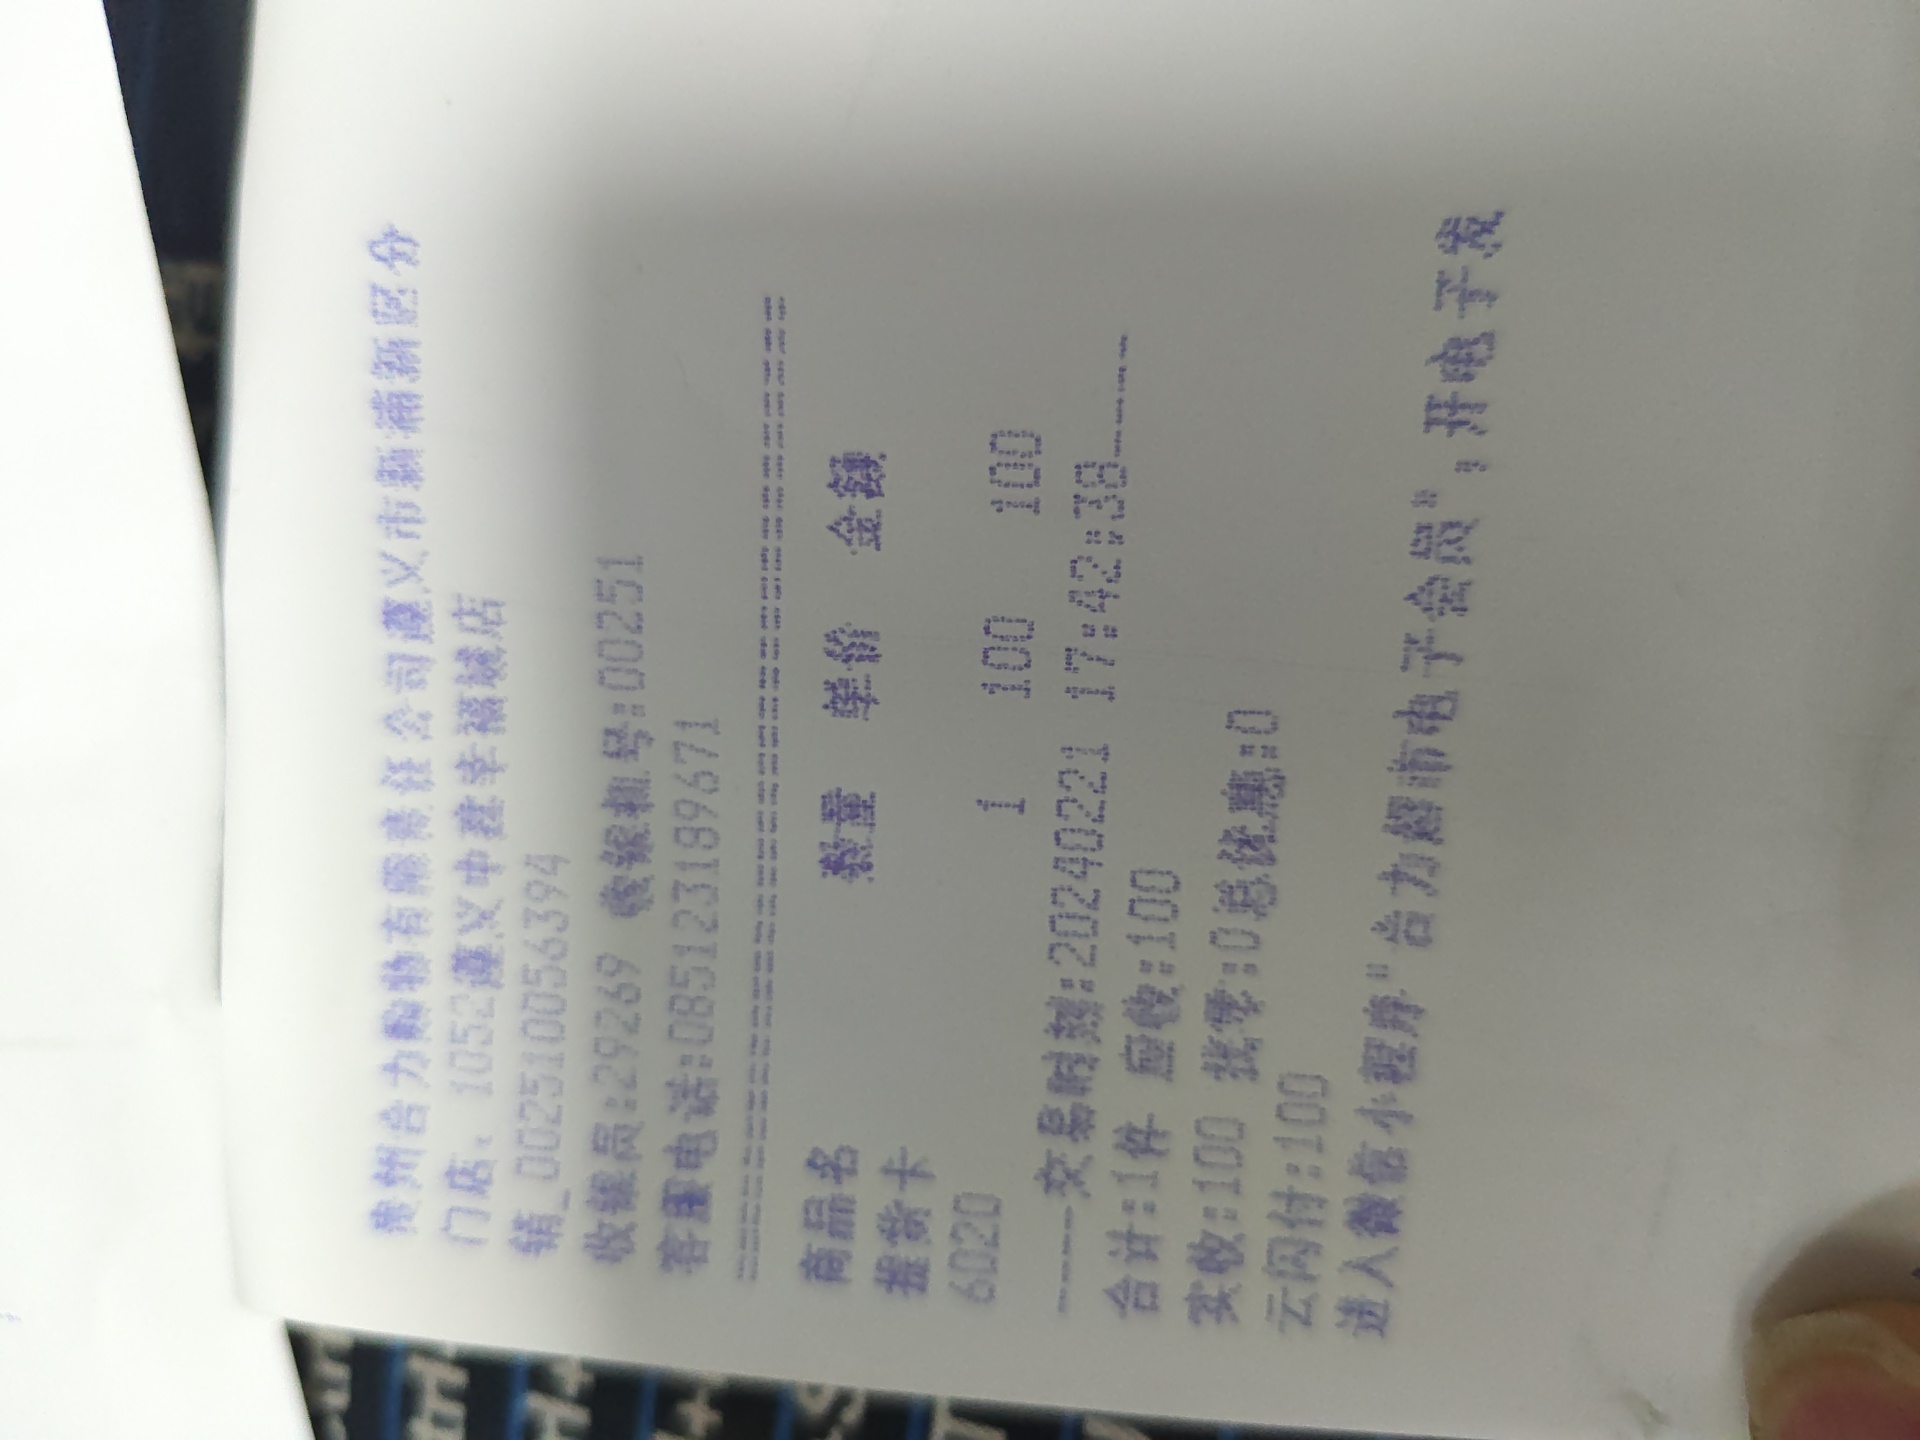 贵州合力购物有限责任公司遵义市新蒲新区分
门店: 1052遵义中建幸福城店
销_002510056394
收银员:29269 收银机号:00251
客服电话:085123189671
==========================================
商品名 数量 单价 金额
提货卡
6020 1 100 100
-----交易时刻:20240221 17:42:38-----
合计:1件 应收:100
实收:100 找零:0总优惠:0
云闪付:100
进入微信小程序"合力超市电子会员",开电子发